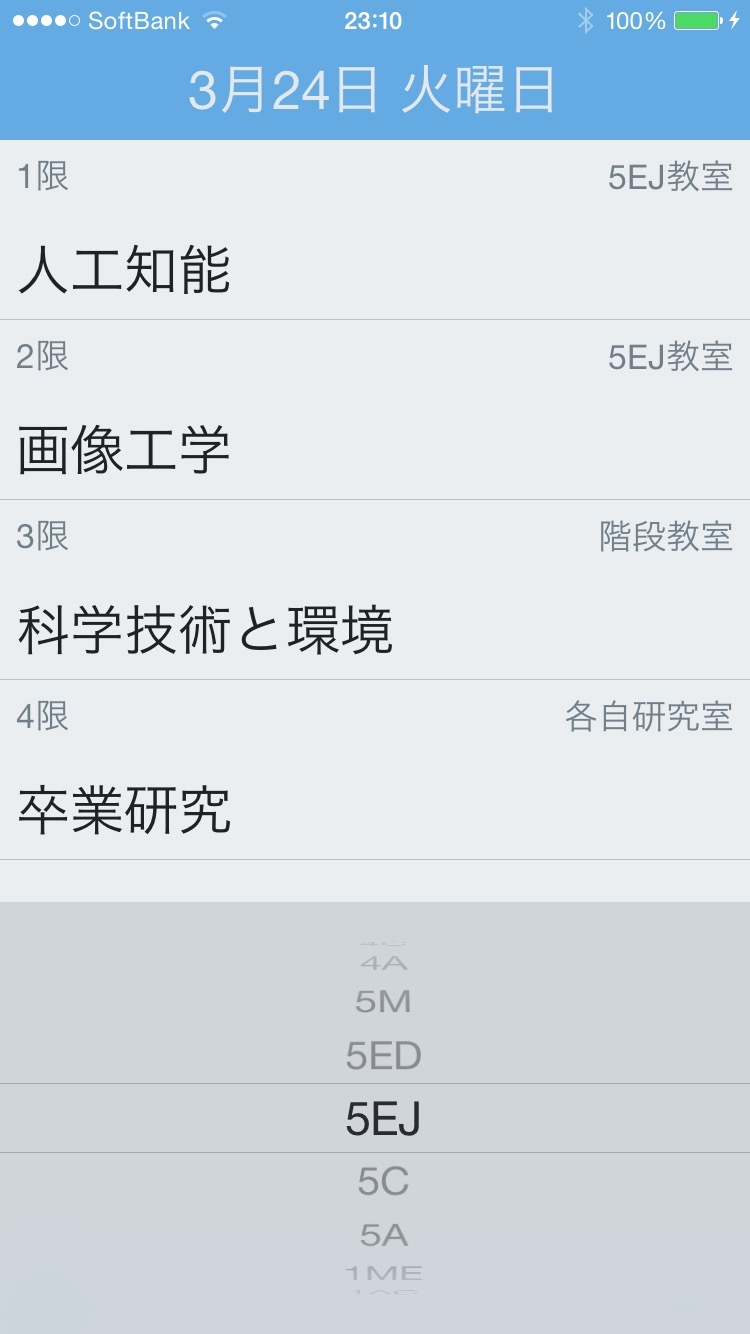 SoftBank 23:10 100%
3月24日 火曜日
1限 5EJ教室
人工知能
2限 5EJ教室
画像工学
3限 階段教室
科学技術と環境
4限 各自研究室
卒業研究
4A
5M
5ED
5EJ
5C
5A
1ME